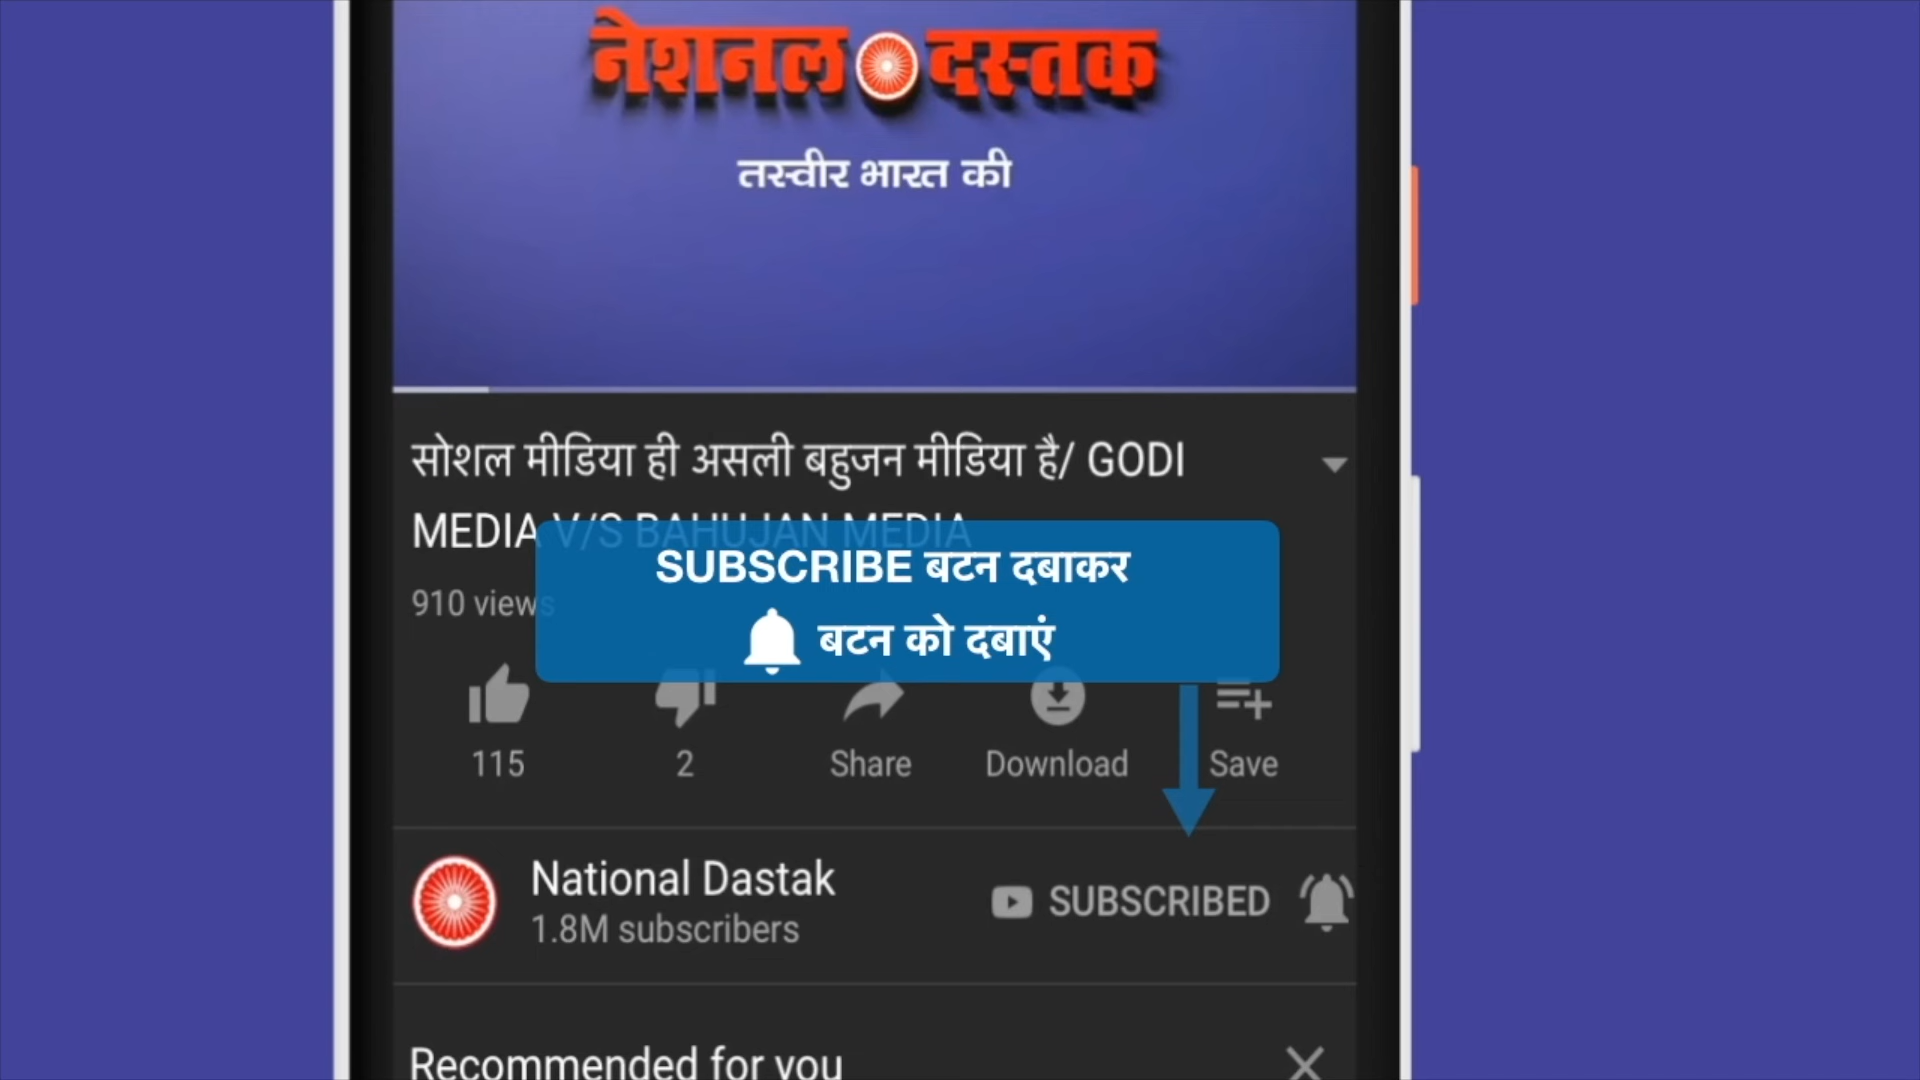 नेशनल दस्तक
तस्वीर भारत की
सोशल मीडिया ही असली बहुजन मीडिया है/ GODI
MEDIA V/S BAHUJAN MEDIA
910 views
SUBSCRIBE बटन दबाकर
बटन को दबाएं
115
2
Share
Download
Save
National Dastak
1.8M subscribers
SUBSCRIBED
Recommended for you